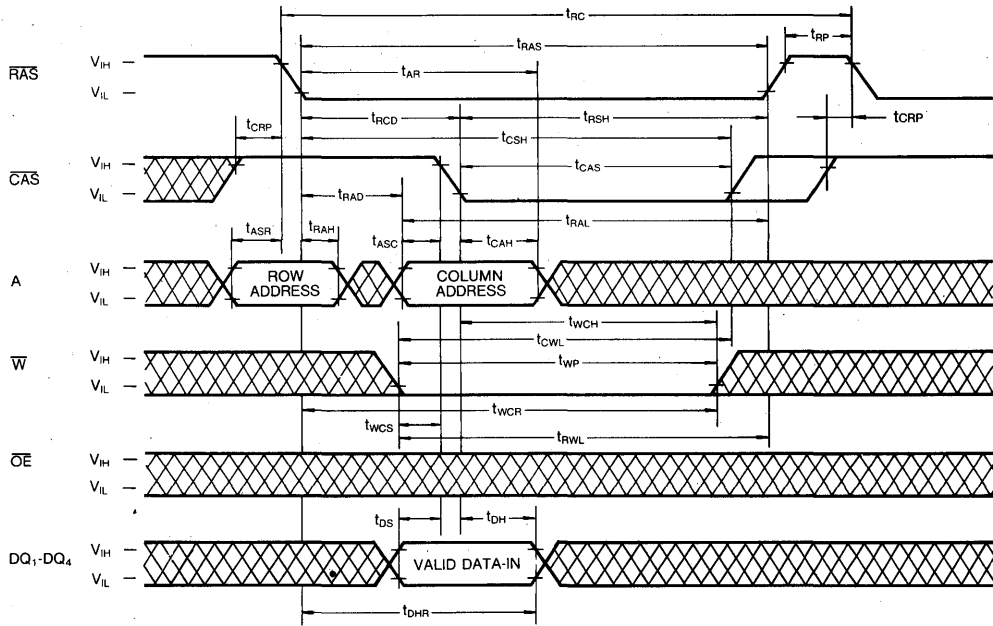 tRC
tRAS
tRP
RAS
VIH
VIL
tAR
tRCD
tRSH
tCRP
tCRP
tCSH
CAS
VIH
VIL
tCAS
tRAD
tRAL
tASR
tRAH
tASC
tCAH
A
VIH
VIL
ROW
ADDRESS
COLUMN
ADDRESS
tWCH
tCWL
W
VIH
VIL
tWP
tWCR
tWCS
tRWL
OE
VIH
VIL
tDS
tDH
DQ1-DQ4
VIH
VIL
VALID DATA-IN
tDHR